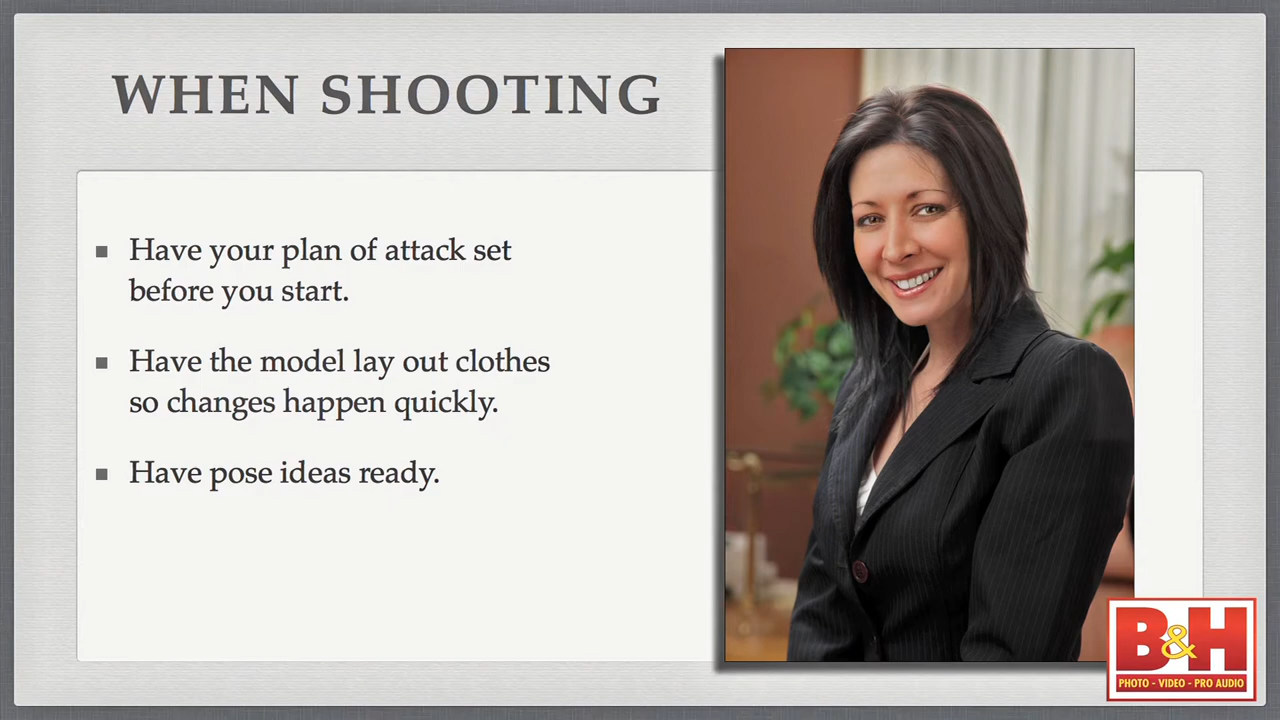 WHEN SHOOTING
Have your plan of attack set
before you start.
Have the model lay out clothes
so changes happen quickly.
Have pose ideas ready.
B&H
PHOTO - VIDEO - PRO AUDIO